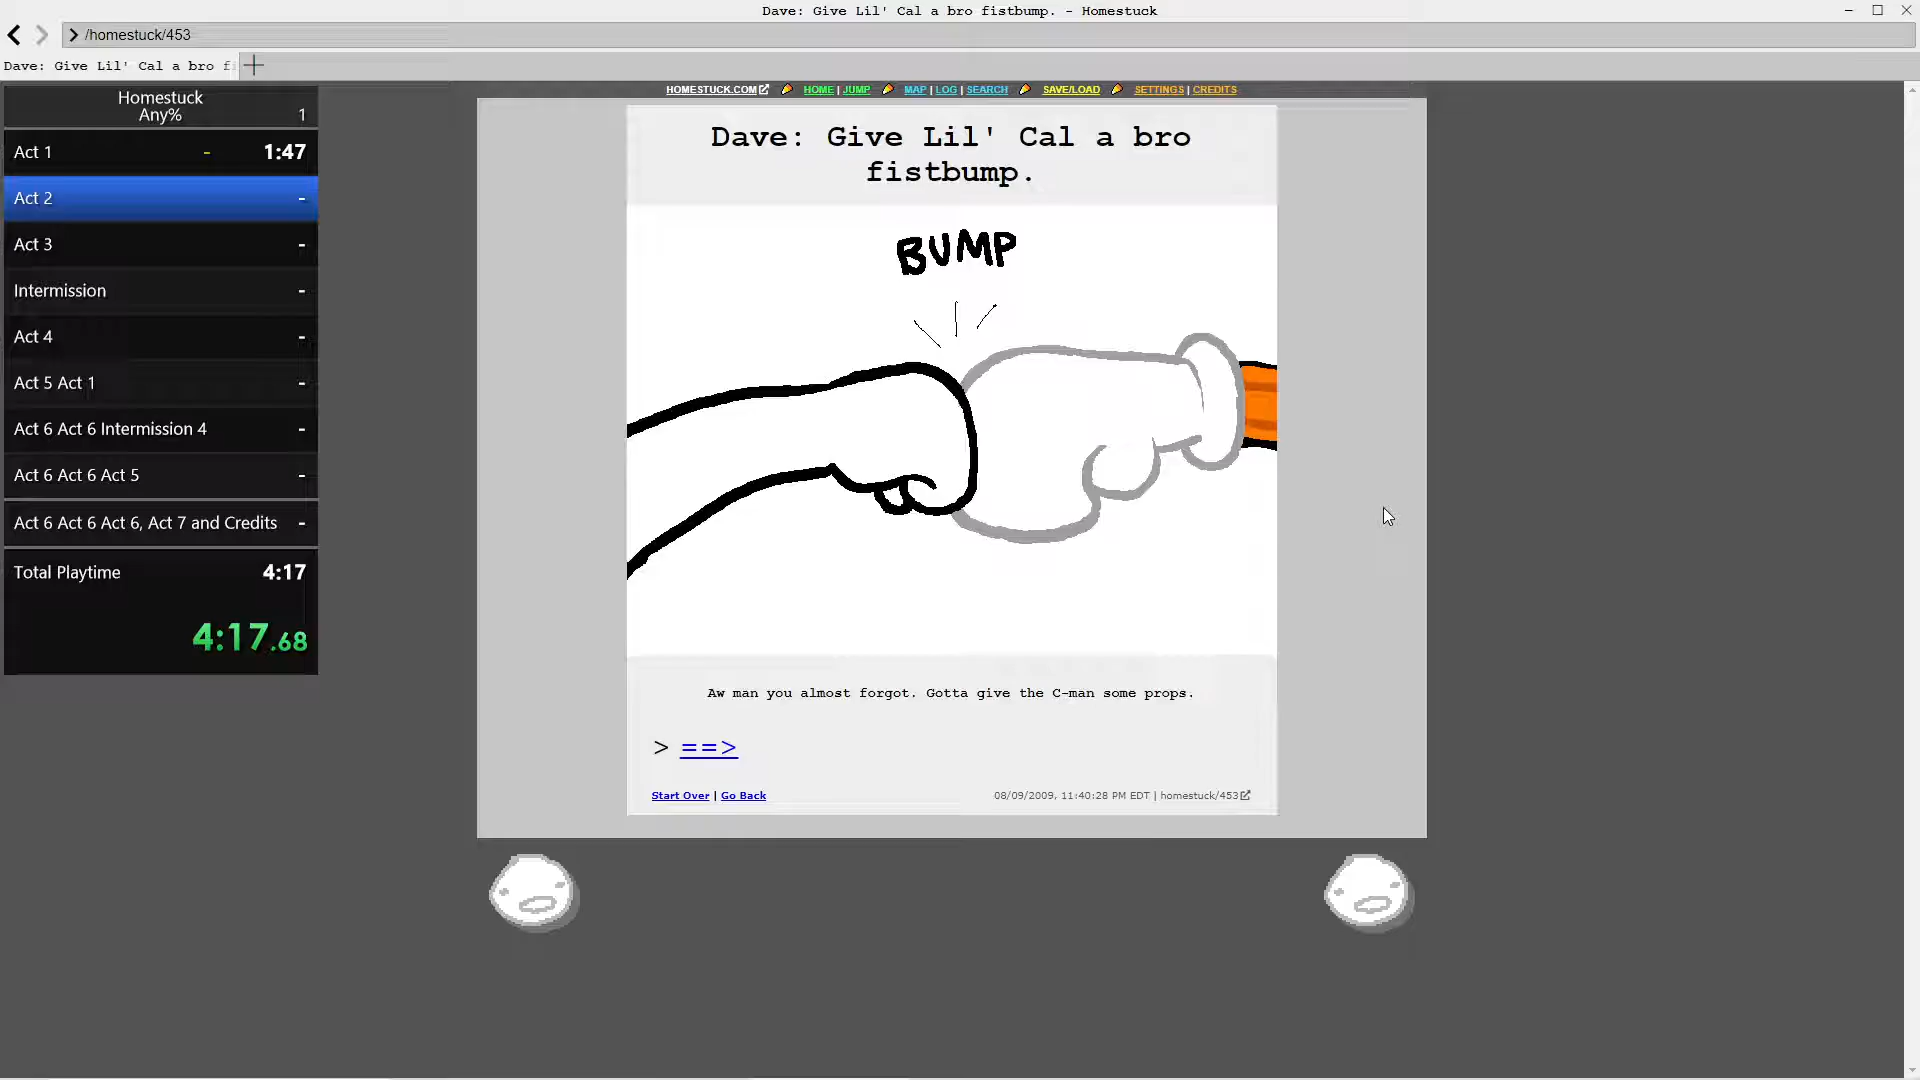 Dave: Give Lil' Cal a bro fistbump. - Homestuck
/homestuck/453
Dave: Give Lil' Cal a bro f
HOMESTUCK.COM HOME | JUMP MAP | LOG | SEARCH SAVE/LOAD SETTINGS | CREDITS
Homestuck
Any% 1
Act 1 - 1:47
Act 2 -
Act 3 -
Intermission -
Act 4 -
Act 5 Act 1 -
Act 6 Act 6 Intermission 4 -
Act 6 Act 6 Act 5 -
Act 6 Act 6 Act 6, Act 7 and Credits -
Total Playtime 4:17
4:17.68
Dave: Give Lil' Cal a bro
fistbump.
BUMP
Aw man you almost forgot. Gotta give the C-man some props.
> ==>
Start Over | Go Back 08/09/2009, 11:40:28 PM EDT | homestuck/453